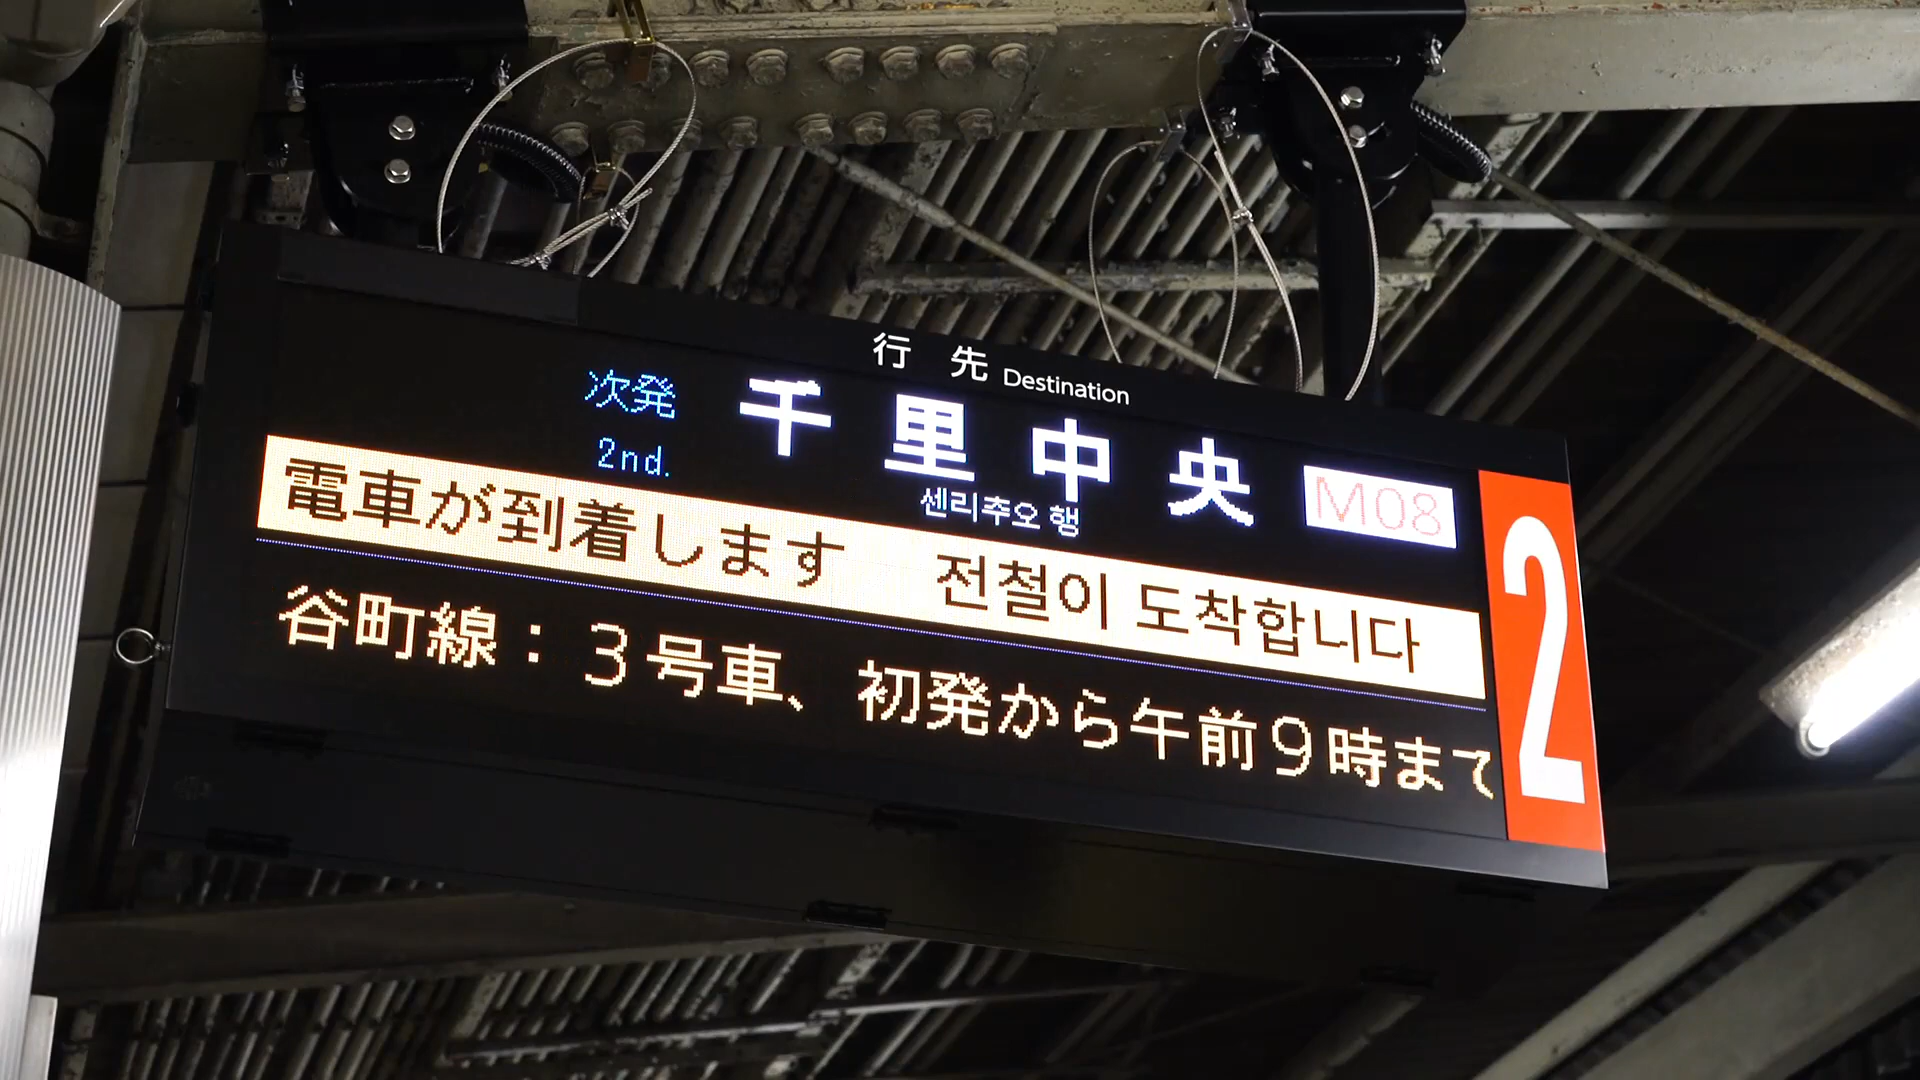 行先 Destination
次発 千里中央 M08
2nd. 센리추오 행
電車が到着します 전철이 도착합니다
谷町線：３号車、初発から午前９時まで
2